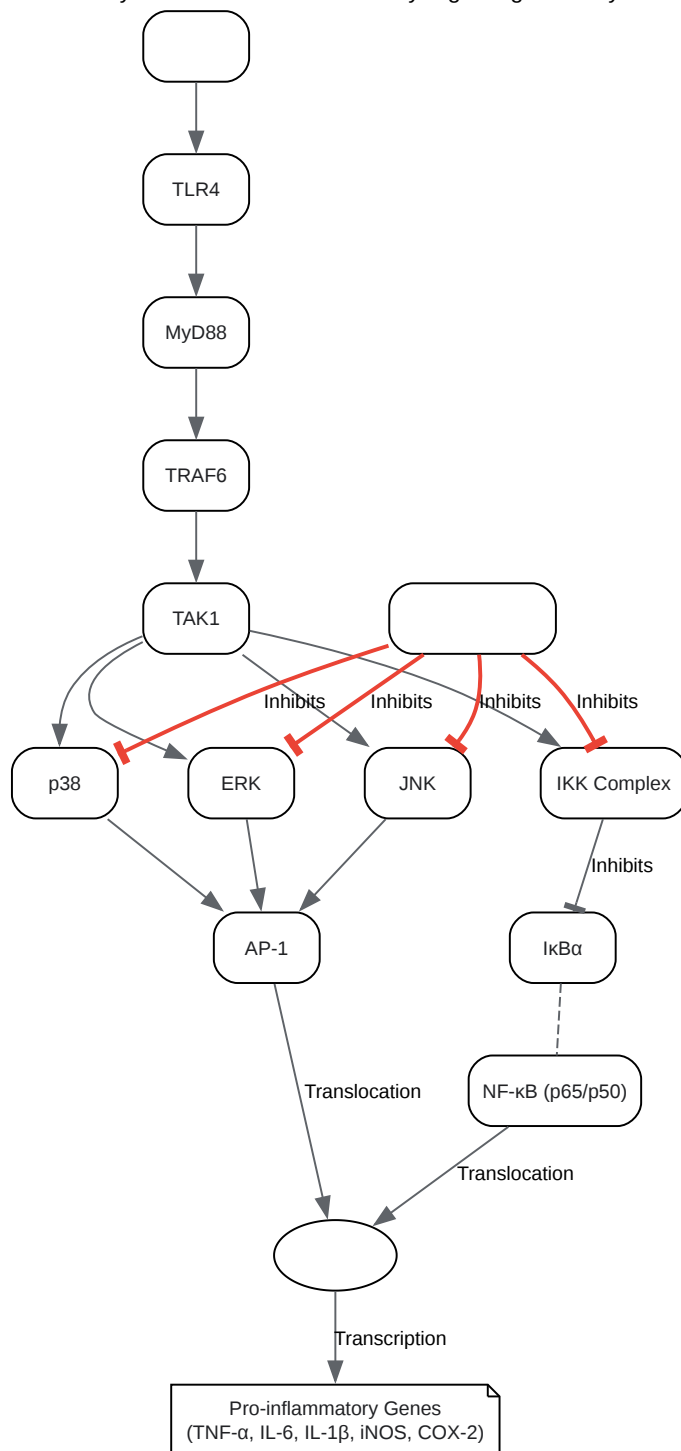 TLR4
MyD88
TRAF6
TAK1
Inhibits
Inhibits
Inhibits
Inhibits
p38
ERK
JNK
IKK Complex
Inhibits
AP-1
IκBα
NF-κB (p65/p50)
Translocation
Translocation
Transcription
Pro-inflammatory Genes
(TNF-α, IL-6, IL-1β, iNOS, COX-2)